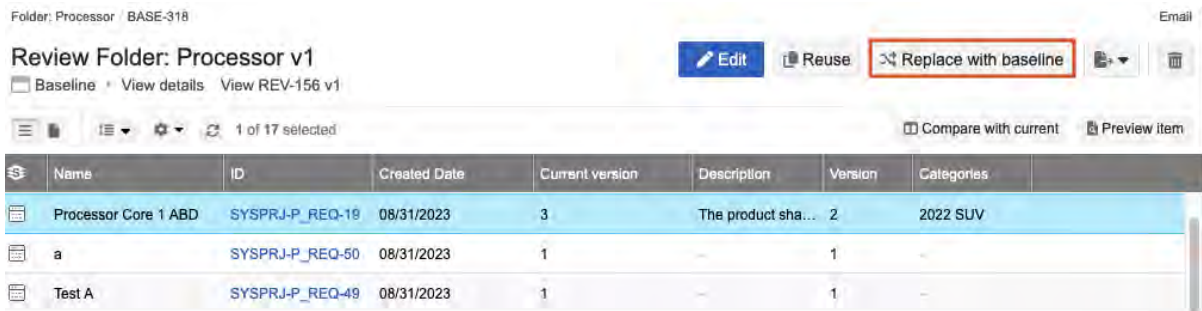 Folder: Processor / BASE-318 Email
Review Folder: Processor v1 Edit Reuse Replace with baseline
Baseline View details View REV-156 v1
1 of 17 selected Compare with current Preview item
Name ID Created Date Current version Description Version Categories
Processor Core 1 ABD SYSPRJ-P_REQ-19 08/31/2023 3 The product sha... 2 2022 SUV
a SYSPRJ-P_REQ-50 08/31/2023 1 – 1 –
Test A SYSPRJ-P_REQ-49 08/31/2023 1 – 1 –